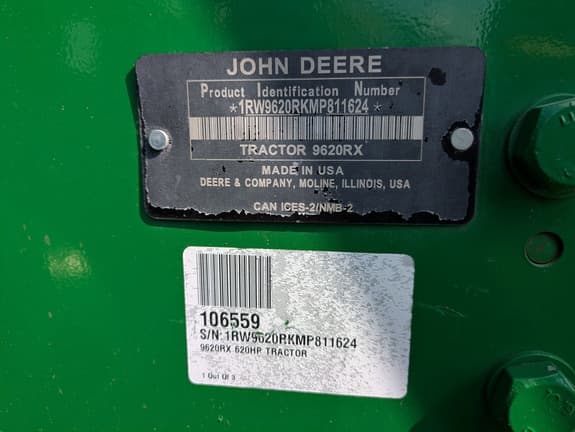 JOHN DEERE
Product Identification Number
*1RW9620RKMP811624*
TRACTOR 9620RX
MADE IN USA
DEERE & COMPANY, MOLINE, ILLINOIS, USA
CAN ICES-2/NMB-2
106559
S/N: 1RW9620RKMP811624
9620RX 620HP TRACTOR
1 Out Of 3